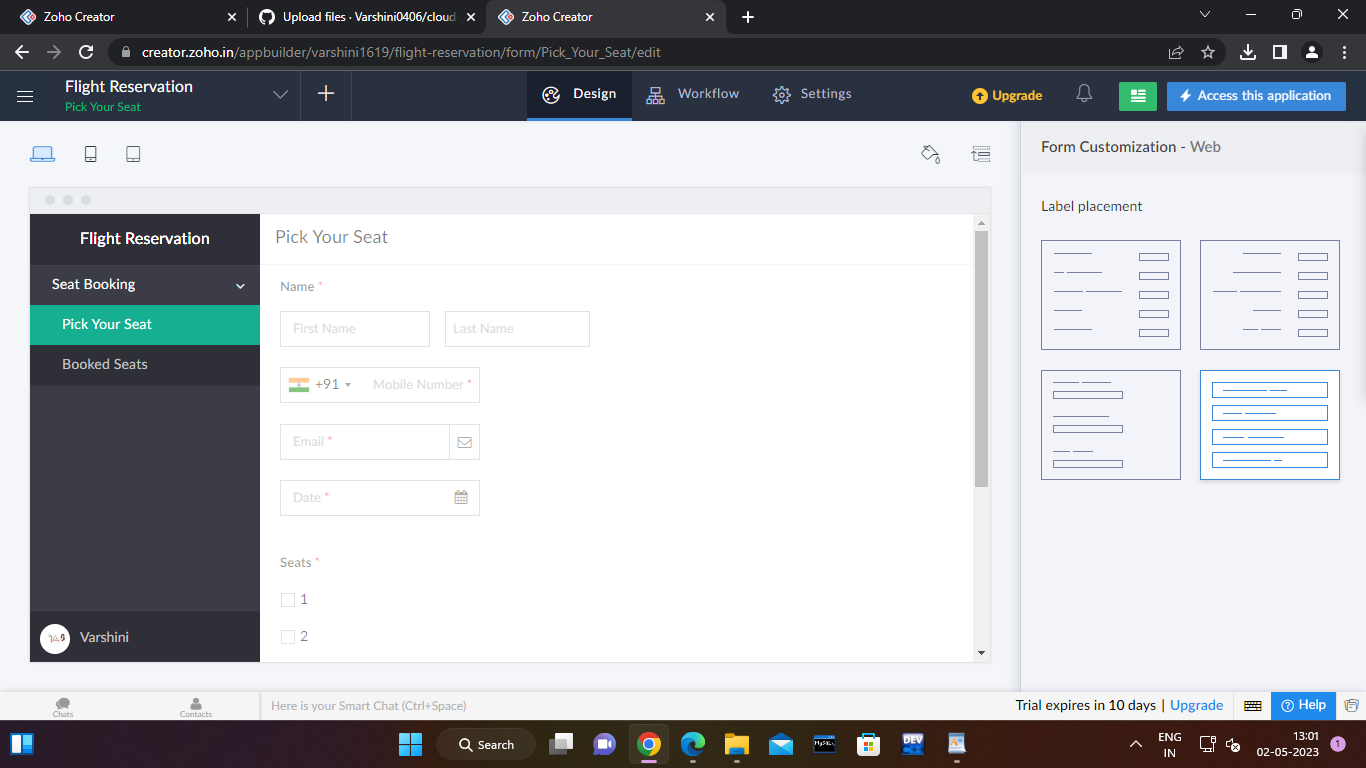 Zoho Creator
Upload files · Varshini0406/cloud
Zoho Creator
creator.zoho.in/appbuilder/varshini1619/flight-reservation/form/Pick_Your_Seat/edit
Flight Reservation
Pick Your Seat
Design
Workflow
Settings
Upgrade
Access this application
Form Customization - Web
Label placement
Flight Reservation
Seat Booking
Pick Your Seat
Booked Seats
Varshini
Pick Your Seat
Name *
First Name
Last Name
+91
Mobile Number *
Email *
Date *
Seats *
1
2
Chats
Contacts
Here is your Smart Chat (Ctrl+Space)
Trial expires in 10 days | Upgrade
Help
Search
MySQL
DEV
ENG
IN
13:01
02-05-2023
1